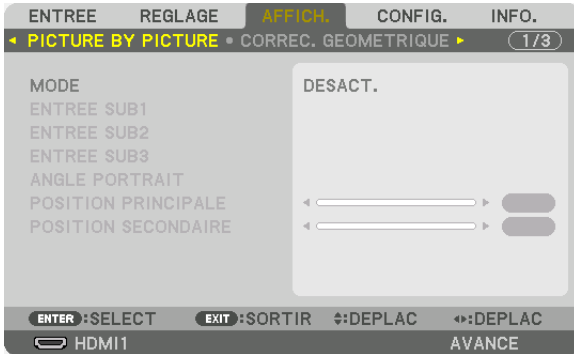 ENTREE REGLAGE AFFICH. CONFIG. INFO.
PICTURE BY PICTURE • CORREC. GEOMETRIQUE 1/3
MODE DESACT.
ENTREE SUB1
ENTREE SUB2
ENTREE SUB3
ANGLE PORTRAIT
POSITION PRINCIPALE
POSITION SECONDAIRE
ENTER :SELECT EXIT :SORTIR :DEPLAC :DEPLAC
HDMI1 AVANCE